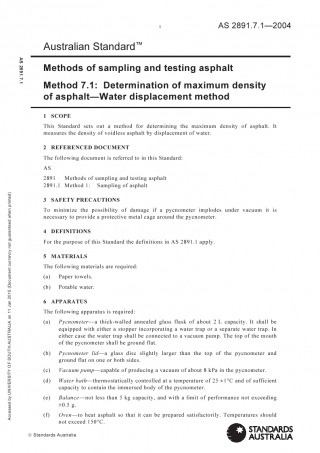 1
AS 2891.7.1—2004
AS 2891.7.1
Australian Standard™
Methods of sampling and testing asphalt
Method 7.1: Determination of maximum density
of asphalt—Water displacement method
1 SCOPE
This Standard sets out a method for determining the maximum density of asphalt. It
measures the density of voidless asphalt by displacement of water.
2 REFERENCED DOCUMENT
The following document is referred to in this Standard:
AS
2891 Methods of sampling and testing asphalt
2891.1 Method 1: Sampling of asphalt
3 SAFETY PRECAUTIONS
To minimize the possibility of damage if a pycnometer implodes under vacuum it is
necessary to provide a protective metal cage around the pycnometer.
4 DEFINITIONS
For the purpose of this Standard the definitions in AS 2891.1 apply.
5 MATERIALS
The following materials are required:
(a) Paper towels.
(b) Potable water.
6 APPARATUS
The following apparatus is required:
(a) Pycnometer—a thick-walled annealed glass flask of about 2 L capacity. It shall be
equipped with either a stopper incorporating a water trap or a separate water trap. In
either case the water trap shall be connected to a vacuum pump. The top of the mouth
of the pycnometer shall be ground flat.
(b) Pycnometer lid—a glass disc slightly larger than the top of the pycnometer and
ground flat on one or both sides.
(c) Vacuum pump—capable of producing a vacuum of about 8 kPa in the pycnometer.
(d) Water bath—thermostatically controlled at a temperature of 25 ±1°C and of sufficient
capacity to contain the immersed body of the pycnometer.
(e) Balance—not less than 5 kg capacity, and with a limit of performance not exceeding
±0.5 g.
(f) Oven—to heat asphalt so that it can be prepared satisfactorily. Temperatures should
not exceed 150°C.
Accessed by UNIVERSITY OF SOUTH AUSTRALIA on 11 Jan 2015 (Document currency not guaranteed when printed)
© Standards Australia
STANDARDS
AUSTRALIA